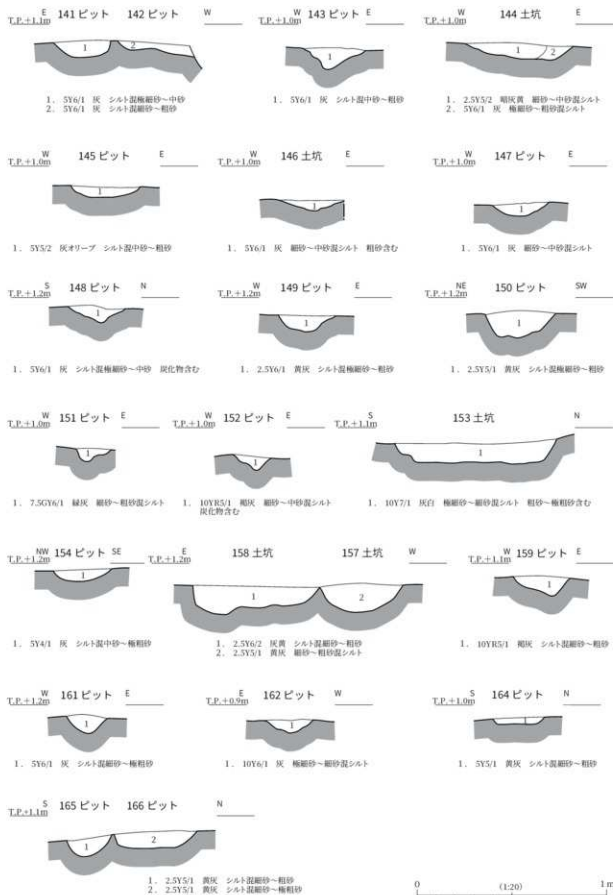 E 141 ピット 142 ピット W
T.P.+1.1m
1 2
1. 5Y6/1 灰 シルト混極細砂～中砂
2. 5Y6/1 灰 シルト混細砂～粗砂
W 143 ピット E
T.P.+1.0m
1
1. 5Y6/1 灰 シルト混中砂～粗砂
W 144 土坑 E
T.P.+1.0m
1 2
1. 2.5Y5/2 暗灰黄 細砂～中砂混シルト
2. 5Y6/1 灰 極細砂～粗砂混シルト
W 145 ピット E
T.P.+1.0m
1
1. 5Y5/2 灰オリーブ シルト混中砂～粗砂
W 146 土坑 E
T.P.+1.0m
1
1. 5Y6/1 灰 細砂～中砂混シルト 粗砂含む
W 147 ピット E
T.P.+1.0m
1
1. 5Y6/1 灰 細砂～中砂混シルト
S 148 ピット N
T.P.+1.2m
1
1. 5Y6/1 灰 シルト混極細砂～中砂 炭化物含む
W 149 ピット E
T.P.+1.2m
1
1. 2.5Y6/1 黄灰 シルト混極細砂～粗砂
NE 150 ピット SW
T.P.+1.2m
1
1. 2.5Y5/1 黄灰 シルト混細砂～中砂
W 151 ピット E
T.P.+1.0m
1
1. 7.5GY6/1 緑灰 細砂～粗砂混シルト
W 152 ピット E
T.P.+1.0m
1
1. 10YR5/1 褐灰 細砂～中砂混シルト
炭化物含む
S 153 土坑 N
T.P.+1.1m
1
1. 10Y7/1 灰白 極細砂～細砂混シルト 粗砂～極粗砂含む
NW 154 ピット SE
T.P.+1.2m
1
1. 5Y4/1 灰 シルト混中砂～極粗砂
E 158 土坑 157 土坑 W
T.P.+1.2m
1 2
1. 2.5Y6/2 灰黄 シルト混細砂～粗砂
2. 2.5Y5/1 黄灰 細砂～粗砂混シルト
W 159 ピット E
T.P.+1.1m
1
1. 10YR5/1 褐灰 シルト混細砂～粗砂
W 161 ピット E
T.P.+1.2m
1
1. 5Y6/1 灰 シルト混細砂～極粗砂
E 162 ピット W
T.P.+0.9m
1
1. 10Y6/1 灰 極細砂～細砂混シルト
S 164 ピット N
T.P.+1.0m
1
1. 5Y5/1 黄灰 シルト混細砂～粗砂
S 165 ピット 166 ピット N
T.P.+1.1m
1 2
1. 2.5Y5/1 黄灰 シルト混細砂～粗砂
2. 2.5Y5/1 黄灰 シルト混細砂～極粗砂
0 (1:20) 1m